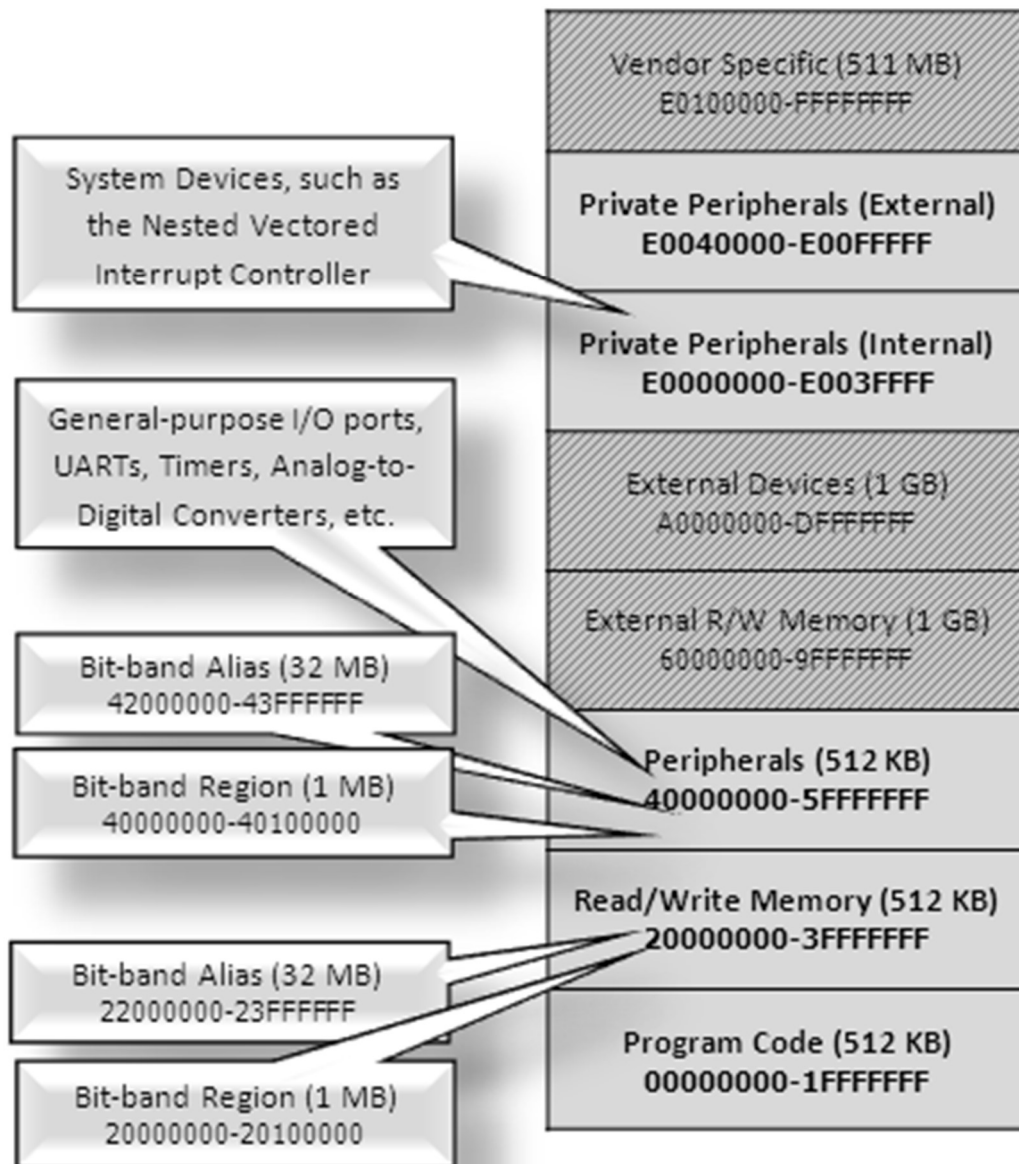 Vendor Specific (511 MB)
E0100000-FFFFFFFF
System Devices, such as
the Nested Vectored
Interrupt Controller
Private Peripherals (External)
E0040000-E00FFFFF
Private Peripherals (Internal)
E0000000-E003FFFF
General-purpose I/O ports,
UARTs, Timers, Analog-to-
Digital Converters, etc.
External Devices (1 GB)
A0000000-DFFFFFFF
External R/W Memory (1 GB)
60000000-9FFFFFFF
Bit-band Alias (32 MB)
42000000-43FFFFFF
Bit-band Region (1 MB)
40000000-40100000
Peripherals (512 KB)
40000000-5FFFFFFF
Read/Write Memory (512 KB)
20000000-3FFFFFFF
Bit-band Alias (32 MB)
22000000-23FFFFFF
Bit-band Region (1 MB)
20000000-20100000
Program Code (512 KB)
00000000-1FFFFFFF